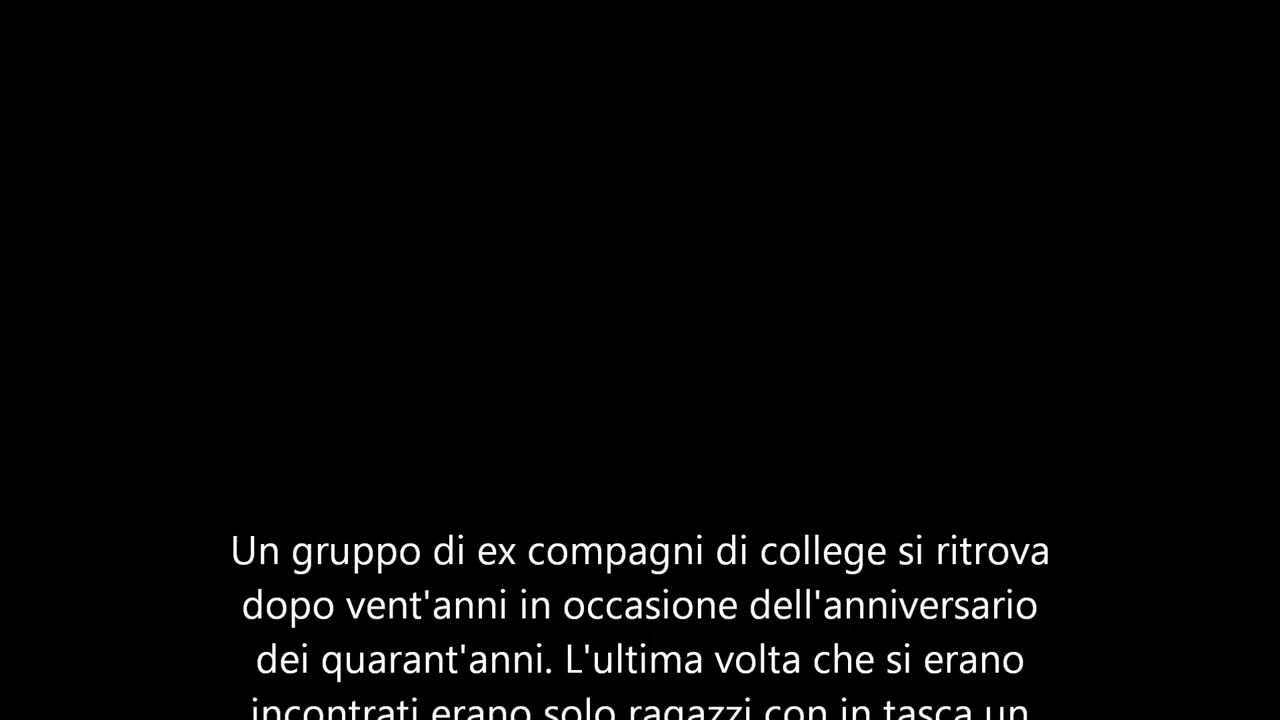 Un gruppo di ex compagni di college si ritrova
dopo vent'anni in occasione dell'anniversario
dei quarant'anni. L'ultima volta che si erano
incontrati erano solo ragazzi con in tasca un